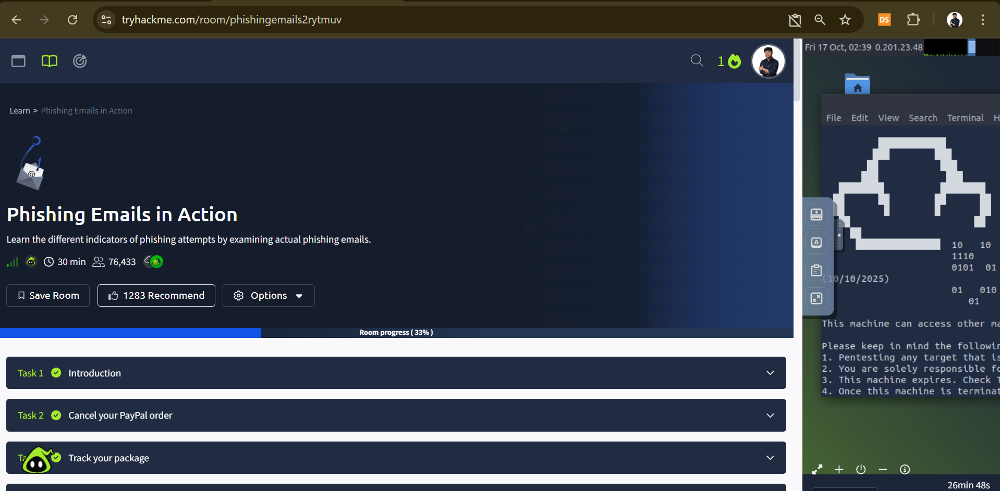 tryhackme.com/room/phishingemails2rytmuv
DS
1
Learn > Phishing Emails in Action
@
Phishing Emails in Action
Learn the different indicators of phishing attempts by examining actual phishing emails.
30 min 76,433
Save Room
1283 Recommend
Options
Room progress ( 33% )
Task 1 Introduction
Task 2 Cancel your PayPal order
Track your package
Fri 17 Oct, 02:39 0.201.23.48
File Edit View Search Terminal H
A
10 10
1110
0101 01
(10/10/2025)
01 010
01
This machine can access other ma
Please keep in mind the followin
1. Pentesting any target that is
2. You are solely responsible fo
3. This machine expires. Check T
4. Once this machine is terminat
26min 48s